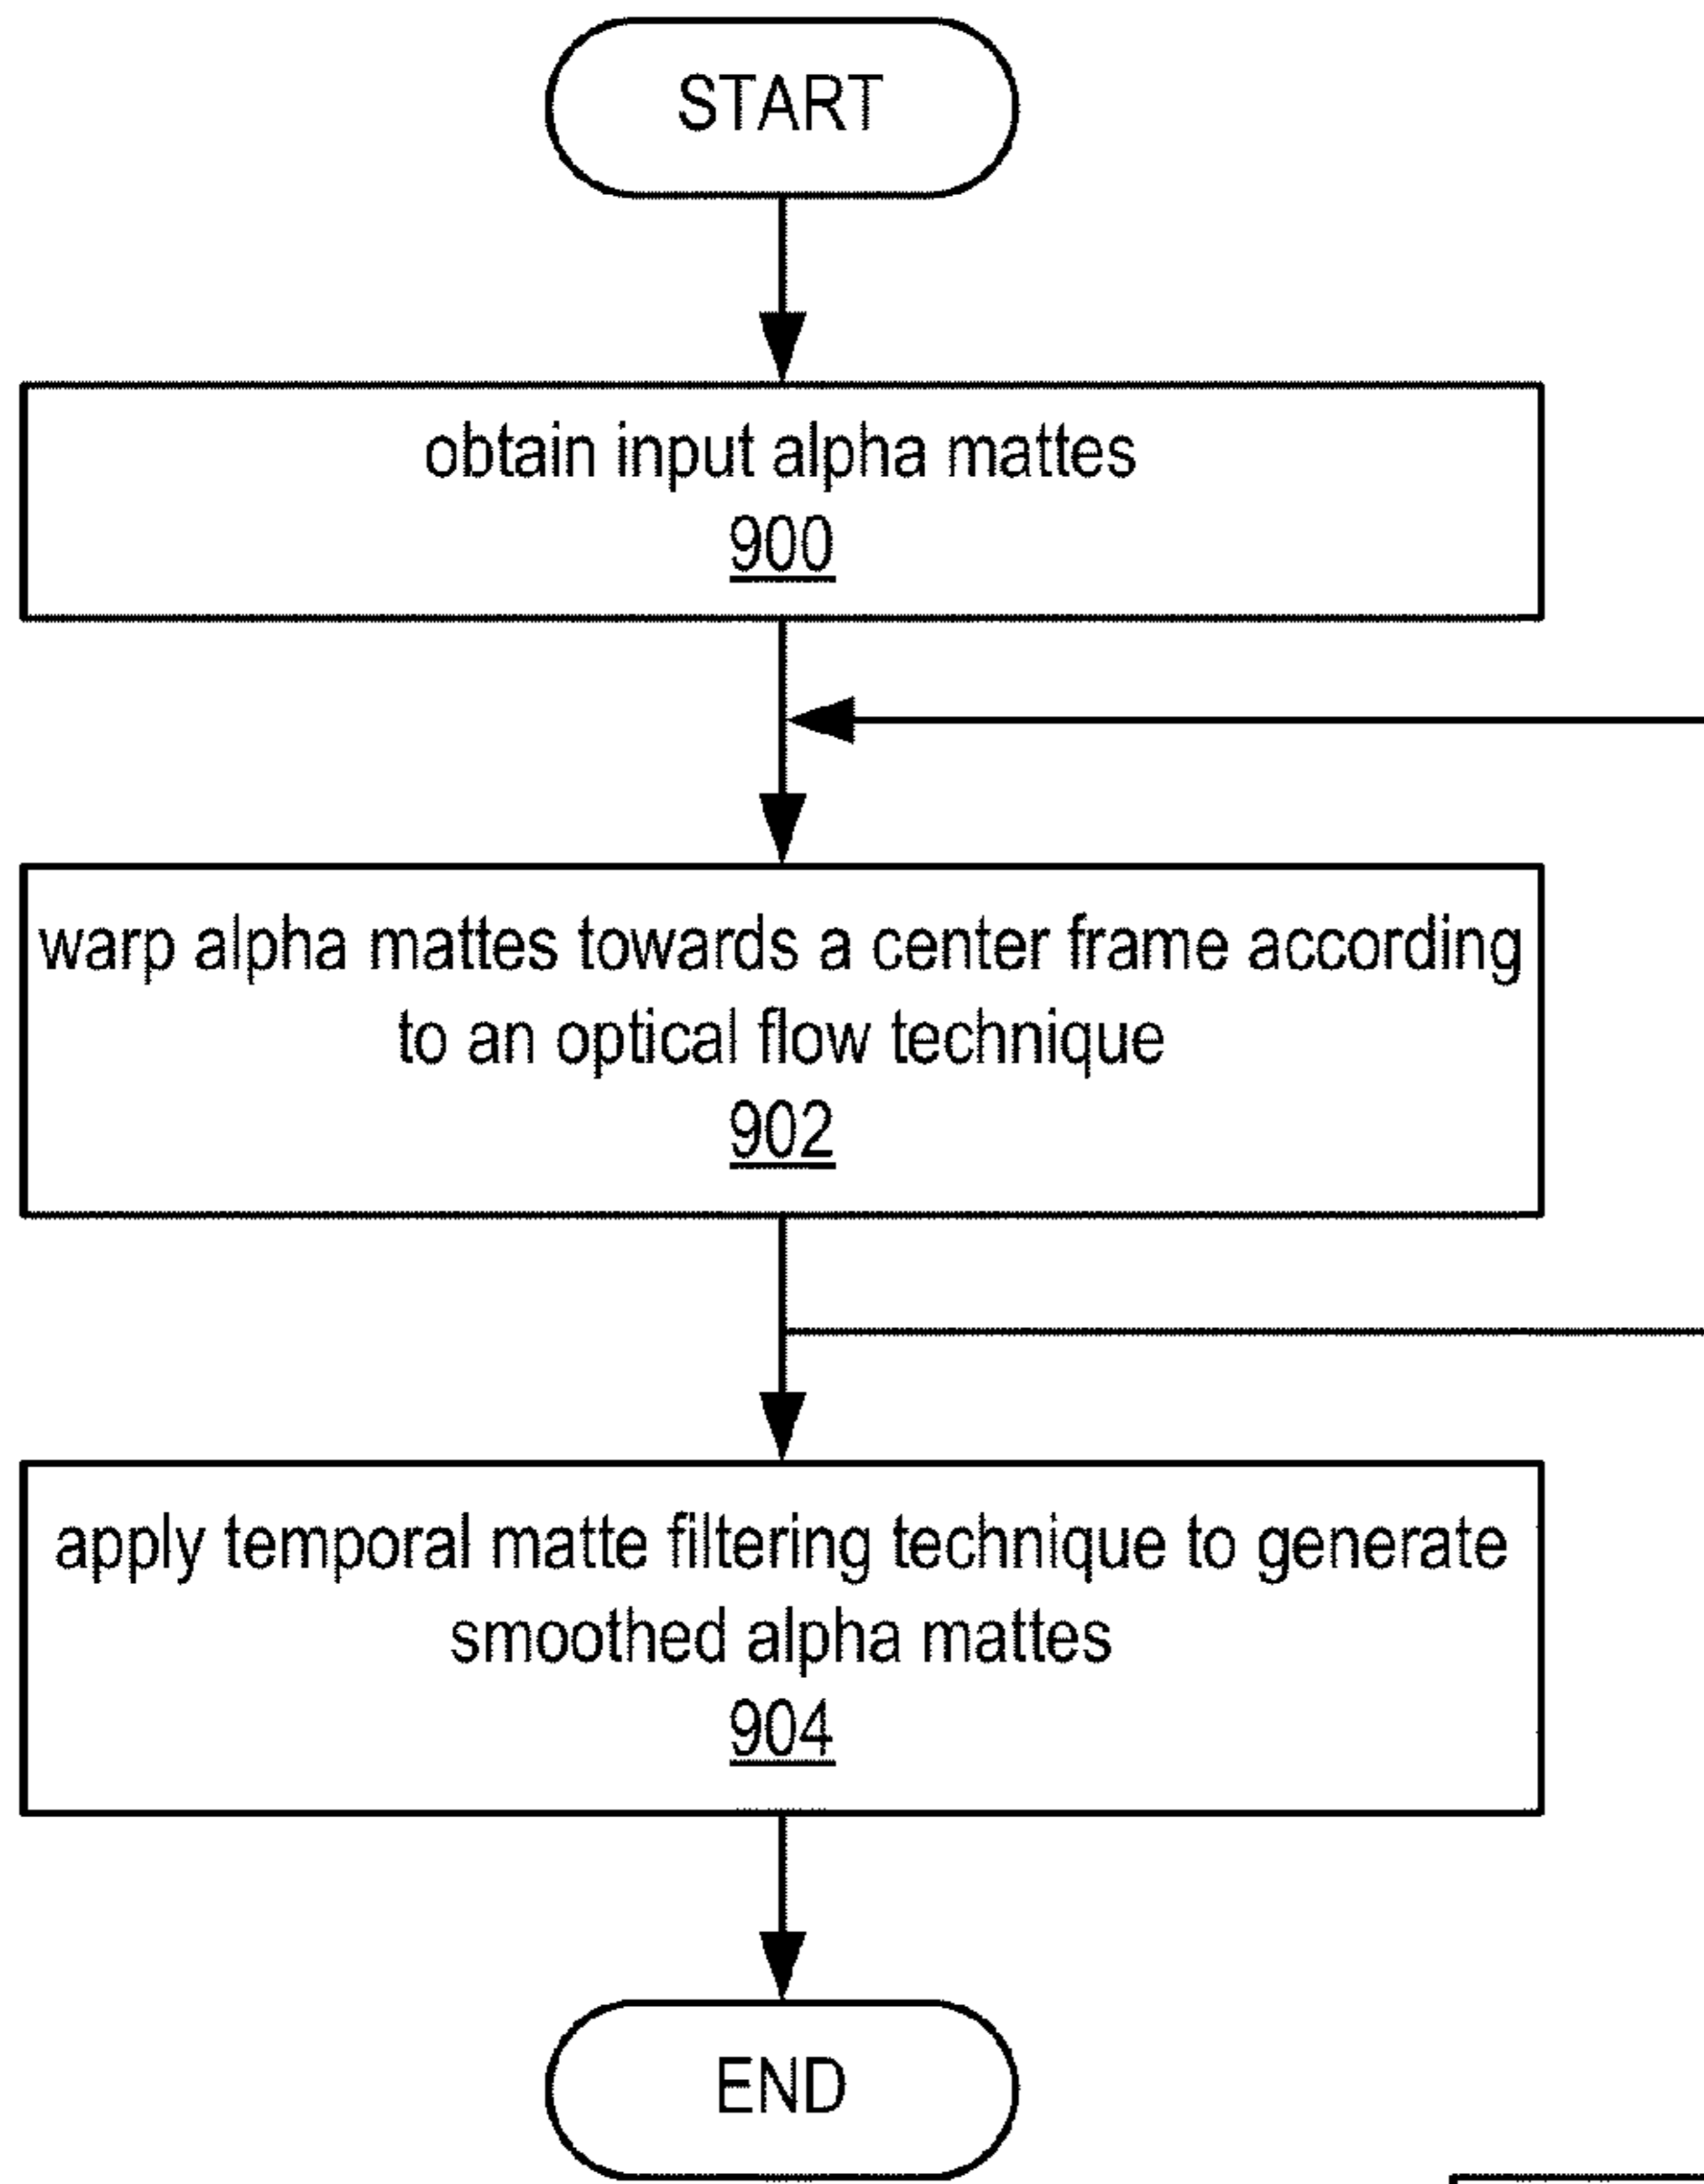 START
obtain input alpha mattes
900
warp alpha mattes towards a center frame according
to an optical flow technique
902
apply temporal matte filtering technique to generate
smoothed alpha mattes
904
END